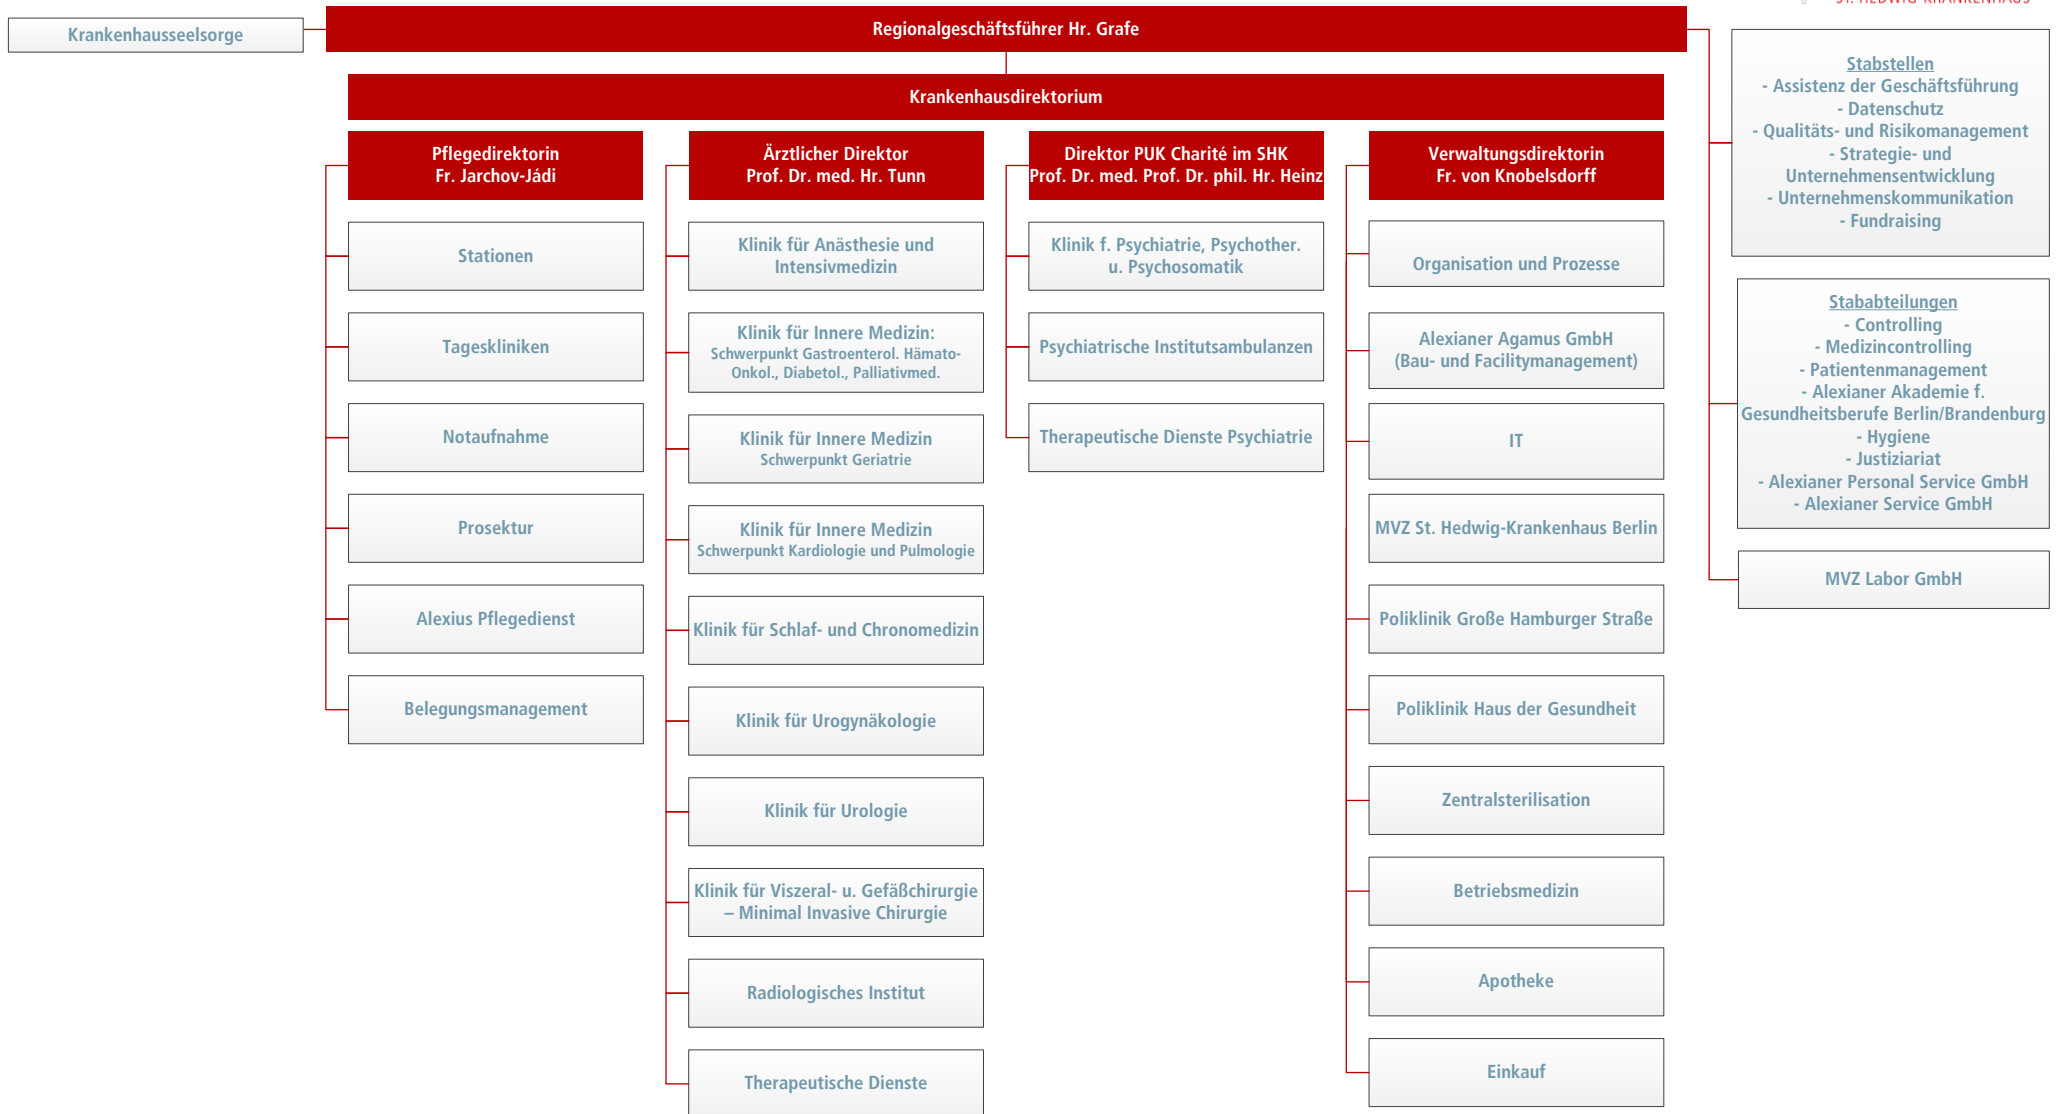 ST. HEDWIG-KRANKENHAUS
Krankenhausseelsorge
Regionalgeschäftsführer Hr. Grafe
Krankenhausdirektorium
Pflegedirektorin
Fr. Jarchov-Jádi
Stationen
Tageskliniken
Notaufnahme
Prosektur
Alexius Pflegedienst
Belegungsmanagement
Ärztlicher Direktor
Prof. Dr. med. Hr. Tunn
Klinik für Anästhesie und
Intensivmedizin
Klinik für Innere Medizin:
Schwerpunkt Gastroenterol. Hämato-
Onkol., Diabetol., Palliativmed.
Klinik für Innere Medizin
Schwerpunkt Geriatrie
Klinik für Innere Medizin
Schwerpunkt Kardiologie und Pulmologie
Klinik für Schlaf- und Chronomedizin
Klinik für Urogynäkologie
Klinik für Urologie
Klinik für Viszeral- u. Gefäßchirurgie
– Minimal Invasive Chirurgie
Radiologisches Institut
Therapeutische Dienste
Direktor PUK Charité im SHK
Prof. Dr. med. Prof. Dr. phil. Hr. Heinz
Klinik f. Psychiatrie, Psychother.
u. Psychosomatik
Psychiatrische Institutsambulanzen
Therapeutische Dienste Psychiatrie
Verwaltungsdirektorin
Fr. von Knobelsdorff
Organisation und Prozesse
Alexianer Agamus GmbH
(Bau- und Facilitymanagement)
IT
MVZ St. Hedwig-Krankenhaus Berlin
Poliklinik Große Hamburger Straße
Poliklinik Haus der Gesundheit
Zentralsterilisation
Betriebsmedizin
Apotheke
Einkauf
Stabstellen
- Assistenz der Geschäftsführung
- Datenschutz
- Qualitäts- und Risikomanagement
- Strategie- und
Unternehmensentwicklung
- Unternehmenskommunikation
- Fundraising
Stababteilungen
- Controlling
- Medizincontrolling
- Patientenmanagement
- Alexianer Akademie f.
Gesundheitsberufe Berlin/Brandenburg
- Hygiene
- Justiziariat
- Alexianer Personal Service GmbH
- Alexianer Service GmbH
MVZ Labor GmbH